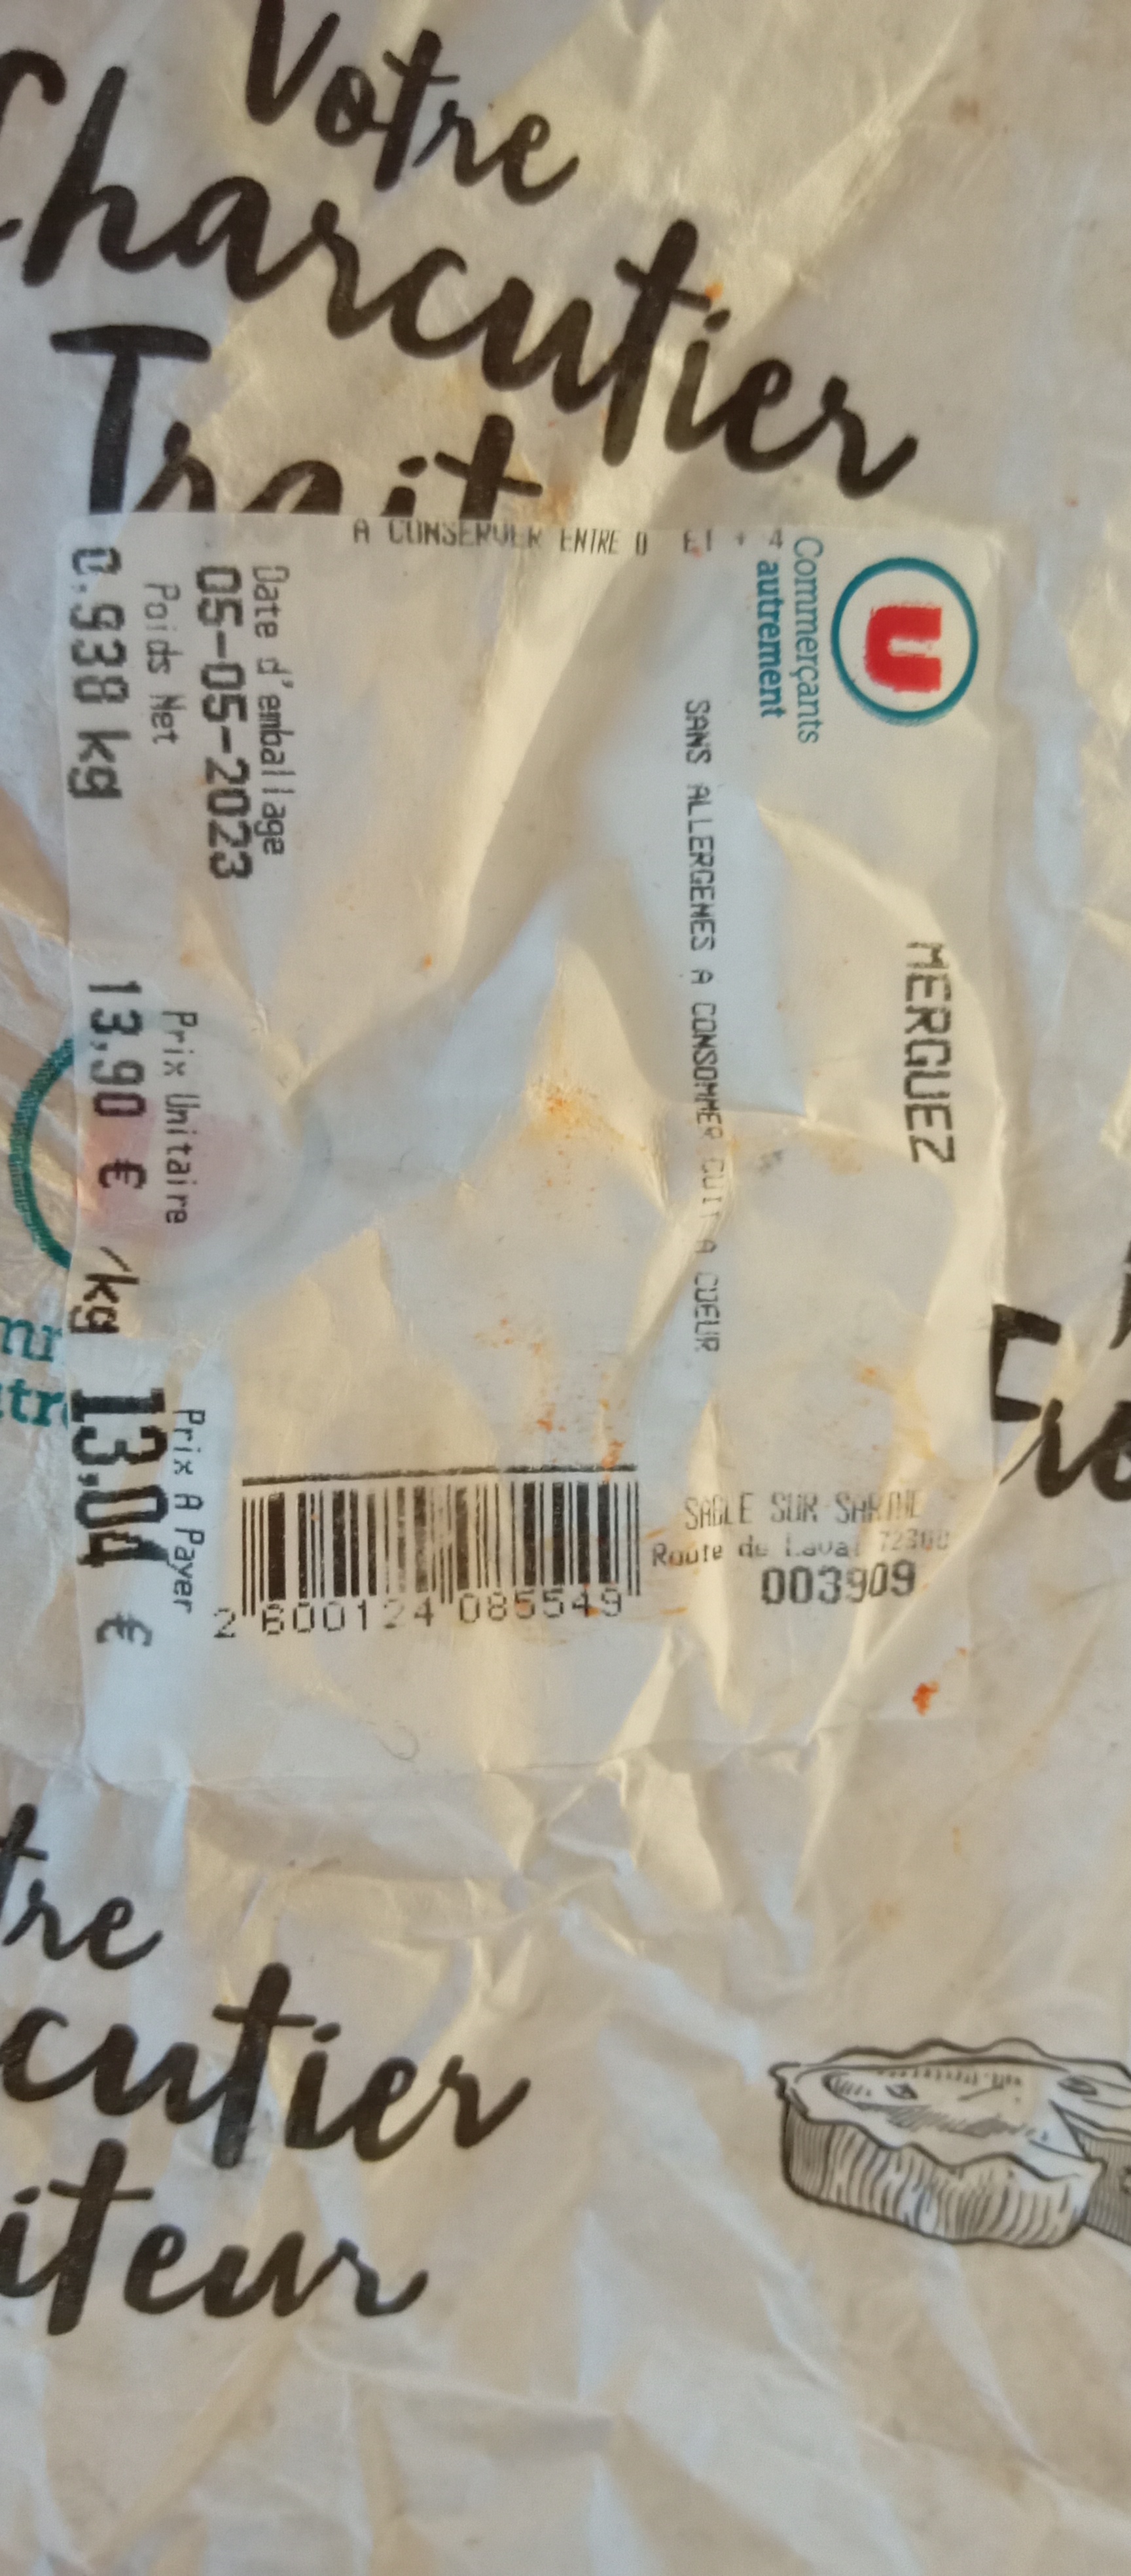 Votre
Charcutier
Trait
A CONSERVER ENTRE 0 ET + 4
U
Commerçants
autrement
MERGUEZ
SANS ALLERGENES A CONSOMMER CUIT A COEUR
Date d'emballage
05-05-2023
Poids Net
0,938 kg
Prix Unitaire
13,90 € /kg
Prix A Payer
13,04 €
2 600124 085549
SABLE SUR SARTHE
Route de Laval 72300
003909
tre
cutier
iteur